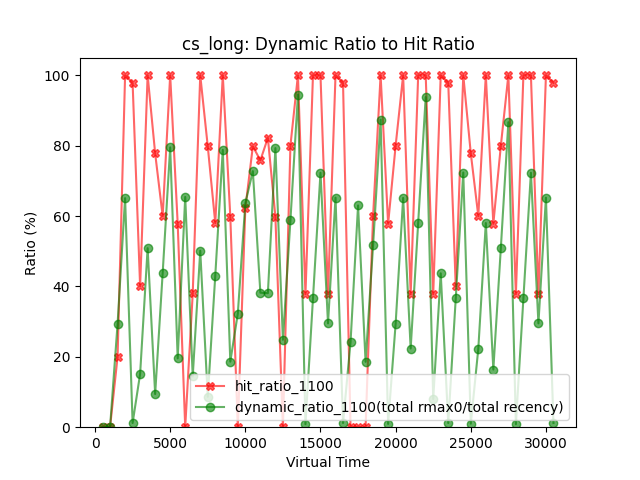 cs_long: Dynamic Ratio to Hit Ratio
100
80
60
40
20
0
Ratio (%)
hit_ratio_1100
dynamic_ratio_1100(total rmax0/total recency)
0 5000 10000 15000 20000 25000 30000
Virtual Time